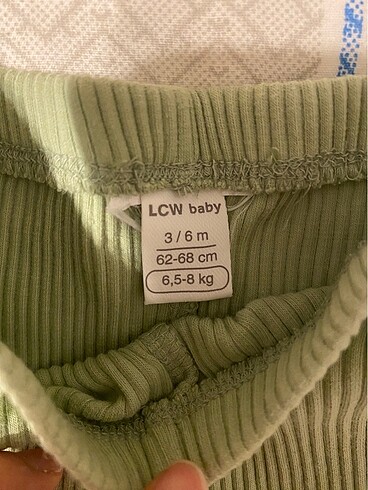 LCW baby
3 / 6 m
62-68 cm
6,5-8 kg